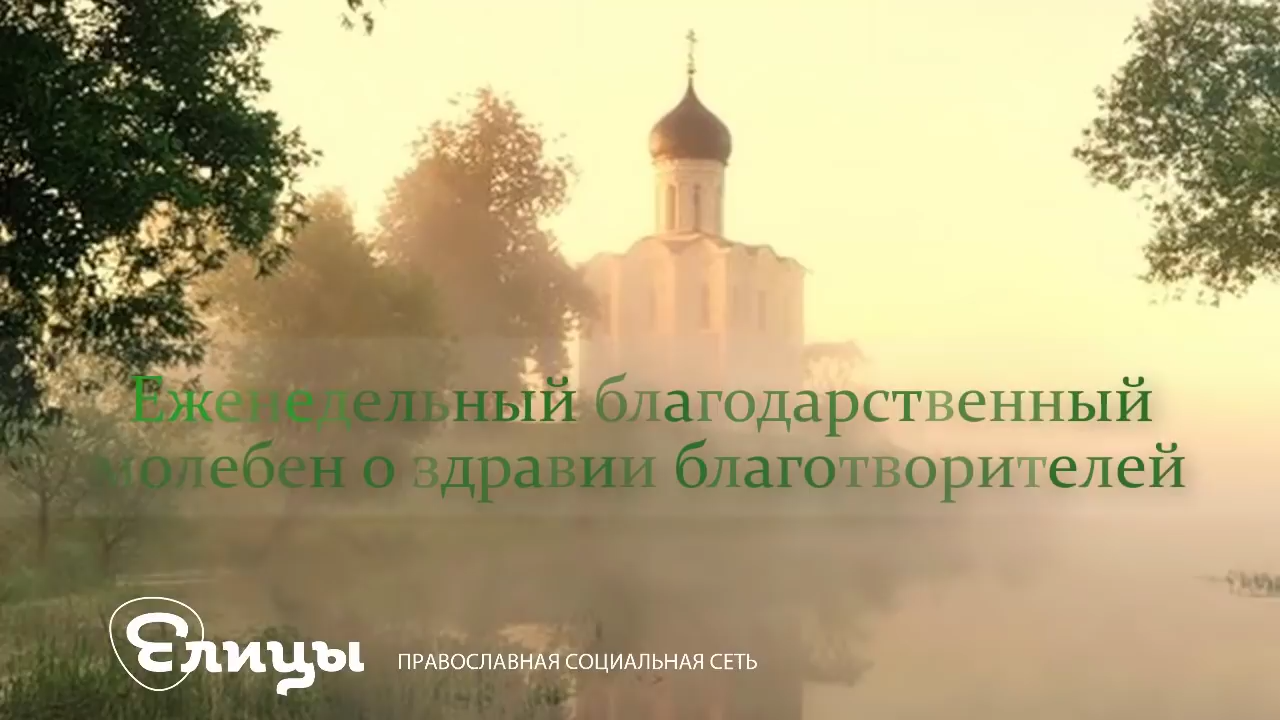 Еженедельный благодарственный
молебен о здравии благотворителей
Елицы
ПРАВОСЛАВНАЯ СОЦИАЛЬНАЯ СЕТЬ